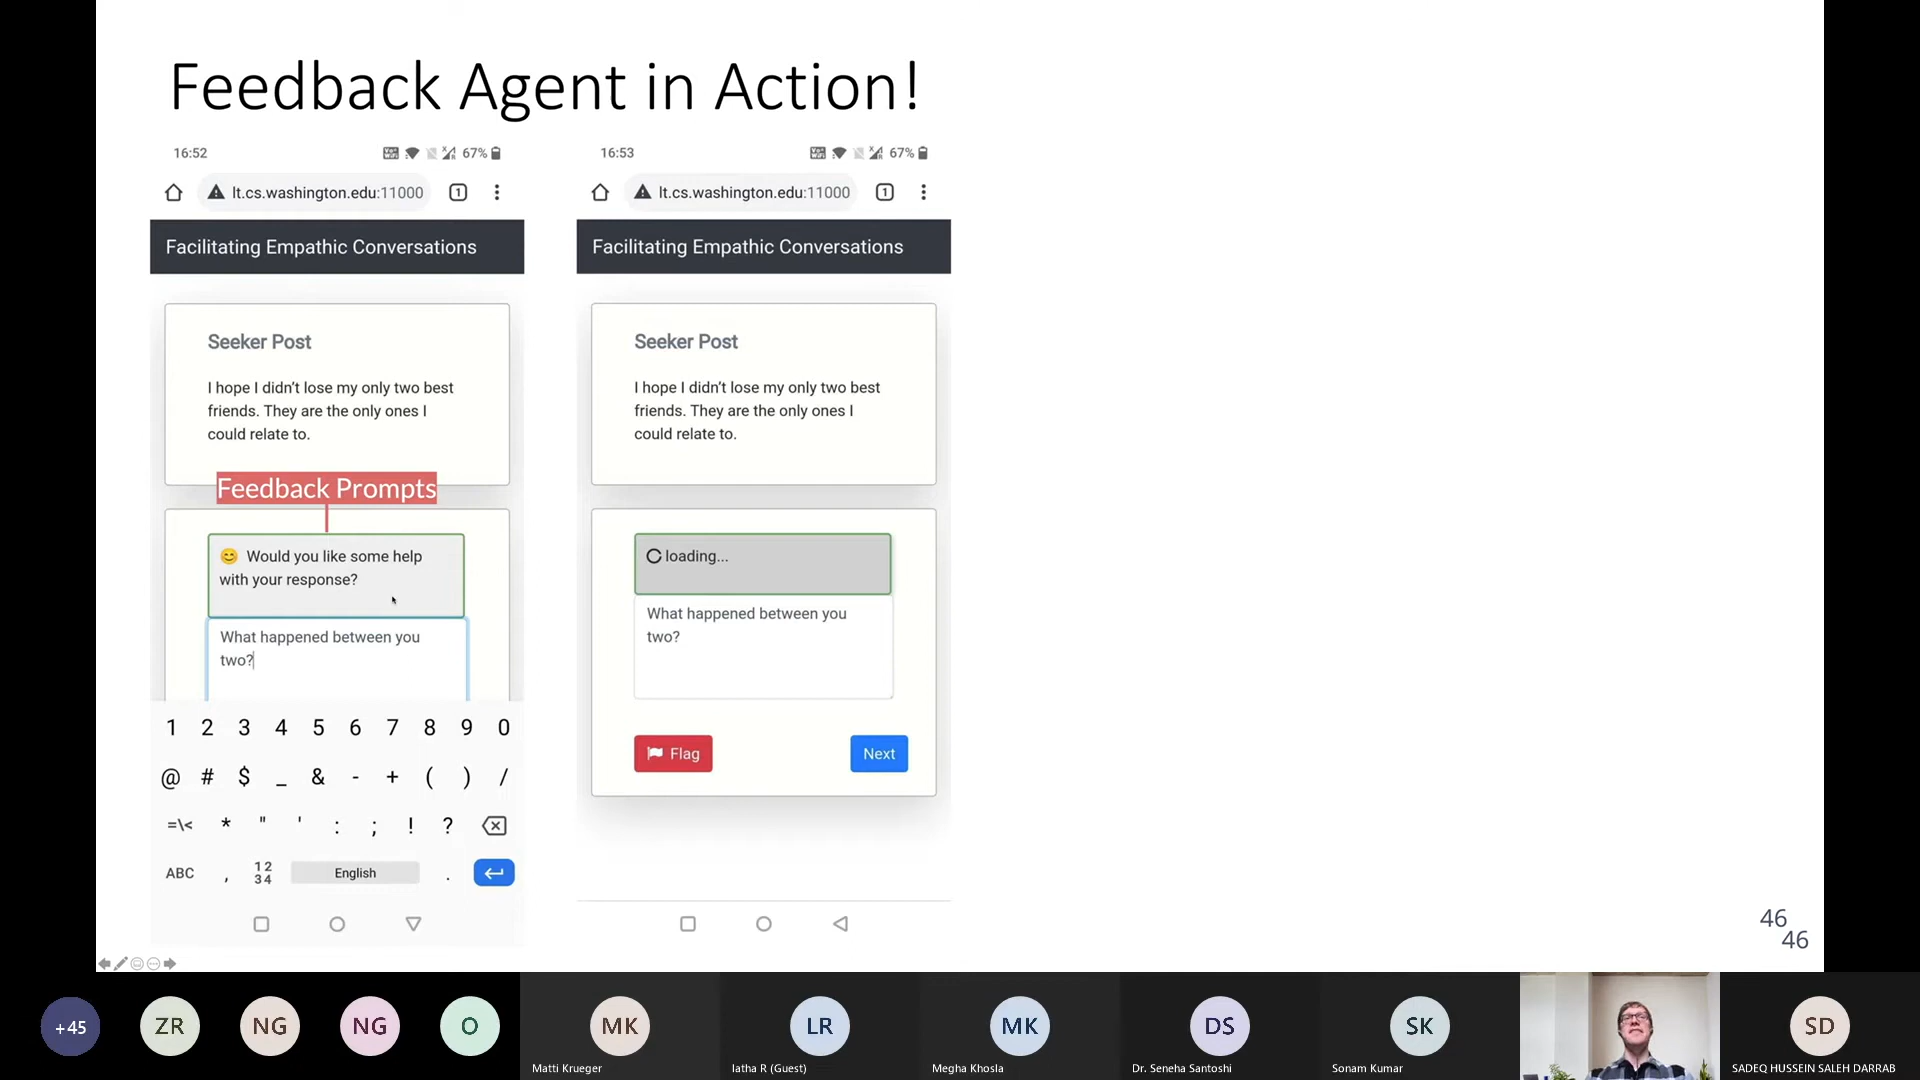 Feedback Agent in Action!
16:52
67%
lt.cs.washington.edu:11000
1
Facilitating Empathic Conversations
Seeker Post
I hope I didn't lose my only two best
friends. They are the only ones I
could relate to.
Feedback Prompts
😊 Would you like some help
with your response?
What happened between you
two?
1 2 3 4 5 6 7 8 9 0
@ # $ _ & - + ( ) /
=\< * " ' : ; ! ?
ABC , 12 34 English .
16:53
67%
lt.cs.washington.edu:11000
1
Facilitating Empathic Conversations
Seeker Post
I hope I didn't lose my only two best
friends. They are the only ones I
could relate to.
loading...
What happened between you
two?
Flag
Next
46
46
+45
ZR
NG
NG
O
MK
Matti Krueger
LR
latha R (Guest)
MK
Megha Khosla
DS
Dr. Seneha Santoshi
SK
Sonam Kumar
SD
SADEQ HUSSEIN SALEH DARRAB